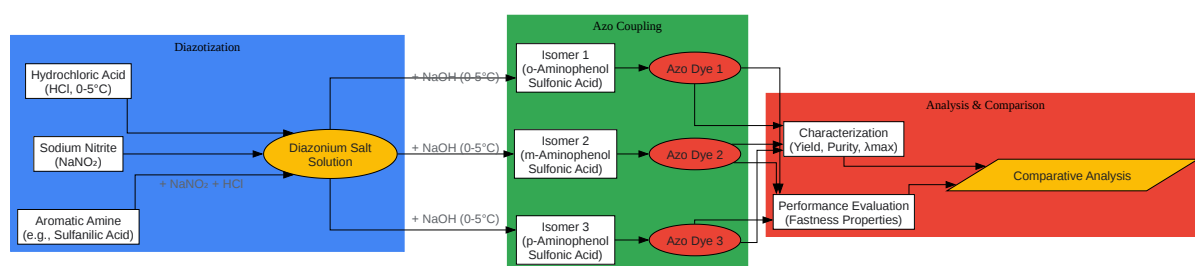 Diazotization
Hydrochloric Acid
(HCl, 0-5°C)
Sodium Nitrite
(NaNO₂)
+ NaNO₂ + HCl
Aromatic Amine
(e.g., Sulfanilic Acid)
Diazonium Salt
Solution
+ NaOH (0-5°C)
+ NaOH (0-5°C)
+ NaOH (0-5°C)
Azo Coupling
Isomer 1
(o-Aminophenol
Sulfonic Acid)
Azo Dye 1
Isomer 2
(m-Aminophenol
Sulfonic Acid)
Azo Dye 2
Isomer 3
(p-Aminophenol
Sulfonic Acid)
Azo Dye 3
Analysis & Comparison
Characterization
(Yield, Purity, λmax)
Performance Evaluation
(Fastness Properties)
Comparative Analysis